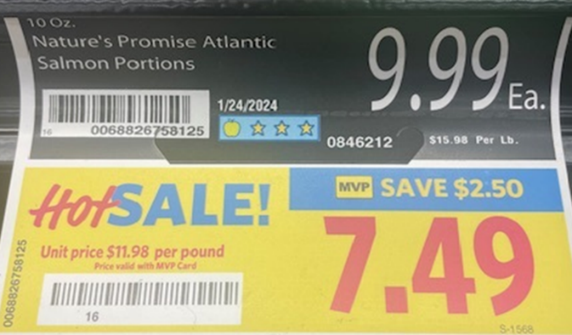 10 Oz.
Nature's Promise Atlantic
Salmon Portions
9.99 Ea.
1/24/2024
16
0068826758125
0846212
$15.98 Per Lb.
HotSALE!
MVP SAVE $2.50
Unit price $11.98 per pound
Price valid with MVP Card
7.49
0068826758125
16
S-1568